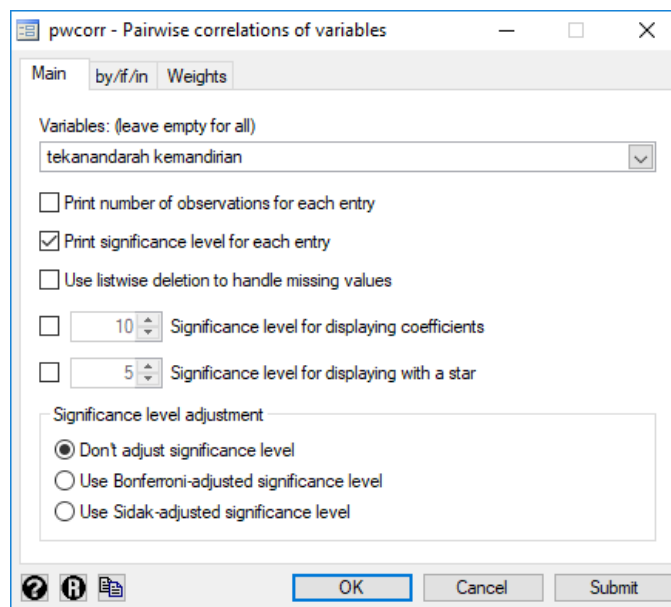 pwcorr - Pairwise correlations of variables
Main by/if/in Weights
Variables: (leave empty for all)
tekanandarah kemandirian
Print number of observations for each entry
Print significance level for each entry
Use listwise deletion to handle missing values
10 Significance level for displaying coefficients
5 Significance level for displaying with a star
Significance level adjustment
Don't adjust significance level
Use Bonferroni-adjusted significance level
Use Sidak-adjusted significance level
? R OK Cancel Submit